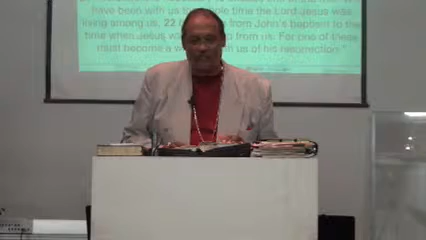 have been with us the whole time the Lord Jesus was
living among us, 22 from John's baptism to the
time when Jesus was up from us. For one of these
must become a with us of his resurrection."